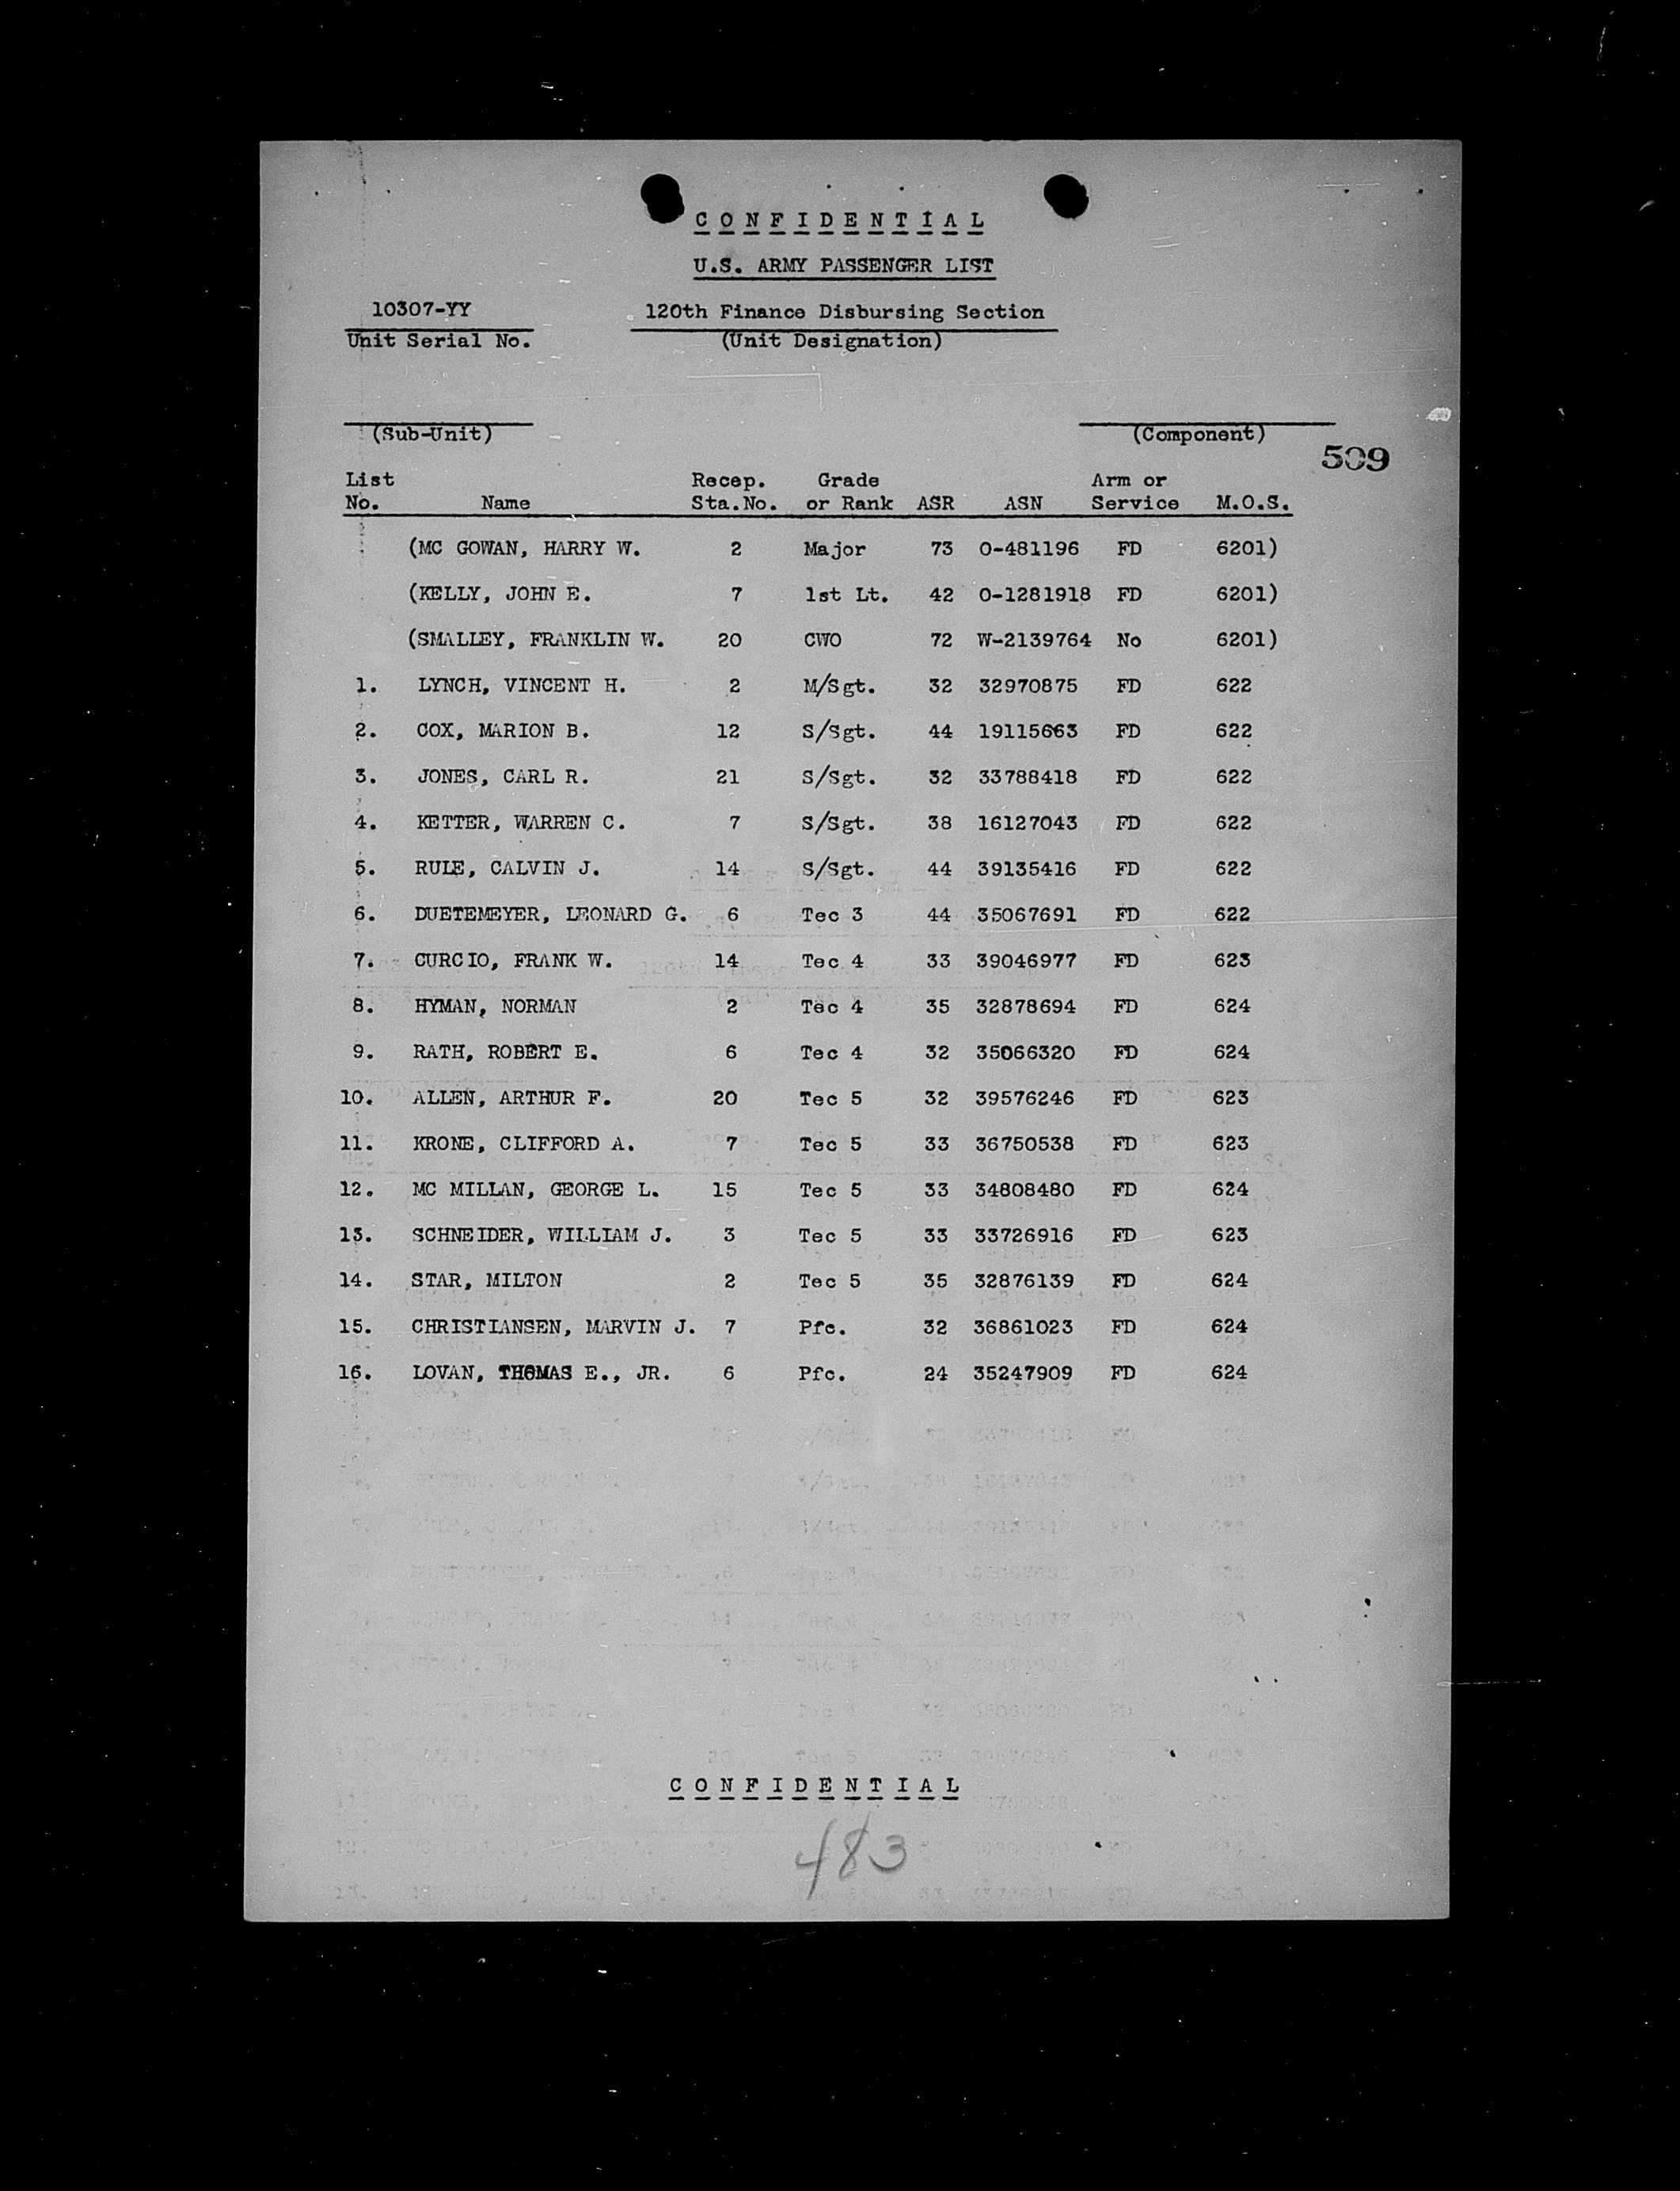 CONFIDENTIAL
U.S. ARMY PASSENGER LIST
10307-YY 120th Finance Disbursing Section
Unit Serial No. (Unit Designation)
(Sub-Unit) (Component)
509
List Recep. Grade Arm or
No. Name Sta.No. or Rank ASR ASN Service M.O.S.
(MC GOWAN, HARRY W. 2 Major 73 O-481196 FD 6201)
(KELLY, JOHN E. 7 1st Lt. 42 O-1281918 FD 6201)
(SMALLEY, FRANKLIN W. 20 CWO 72 W-2139764 No 6201)
1. LYNCH, VINCENT H. 2 M/Sgt. 32 32970875 FD 622
2. COX, MARION B. 12 S/Sgt. 44 19115663 FD 622
3. JONES, CARL R. 21 S/Sgt. 32 33788418 FD 622
4. KETTER, WARREN C. 7 S/Sgt. 38 16127043 FD 622
5. RULE, CALVIN J. 14 S/Sgt. 44 39135416 FD 622
6. DUETEMEYER, LEONARD G. 6 Tec 3 44 35067691 FD 622
7. CURCIO, FRANK W. 14 Tec 4 33 39046977 FD 623
8. HYMAN, NORMAN 2 Tec 4 35 32878694 FD 624
9. RATH, ROBERT E. 6 Tec 4 32 35066320 FD 624
10. ALLEN, ARTHUR F. 20 Tec 5 32 39576246 FD 623
11. KRONE, CLIFFORD A. 7 Tec 5 33 36750538 FD 623
12. MC MILLAN, GEORGE L. 15 Tec 5 33 34808480 FD 624
13. SCHNEIDER, WILLIAM J. 3 Tec 5 33 33726916 FD 623
14. STAR, MILTON 2 Tec 5 35 32876139 FD 624
15. CHRISTIANSEN, MARVIN J. 7 Pfc. 32 36861023 FD 624
16. LOVAN, THOMAS E., JR. 6 Pfc. 24 35247909 FD 624
CONFIDENTIAL
483